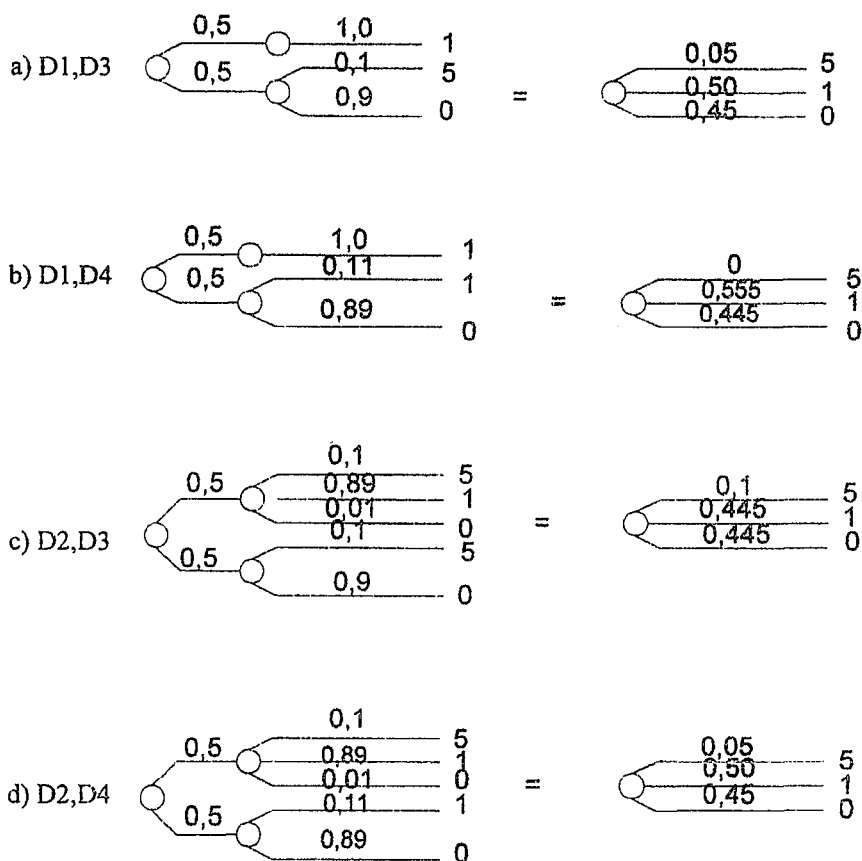 0,5 1,0 1
a) D1,D3 0,5 0,1 5 0,05 5
0,9 0 = 0,50 1
0,45 0
0,5 1,0 1
b) D1,D4 0,5 0,11 1 0 5
0,89 0 = 0,555 1
0,445 0
0,1 5
0,5 0,89 1
0,01 0 0,1 5
c) D2,D3 0,1 5 = 0,445 1
0,5 0,9 0 0,445 0
0,1 5
0,5 0,89 1 0,05 5
0,01 0 = 0,50 1
d) D2,D4 0,11 1 0,45 0
0,5 0,89 0